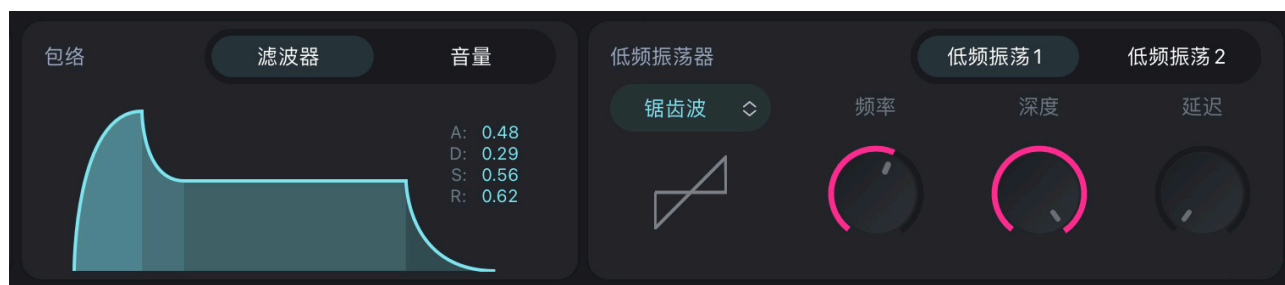 包络
滤波器
音量
A: 0.48
D: 0.29
S: 0.56
R: 0.62
低频振荡器
低频振荡1
低频振荡2
锯齿波
频率
深度
延迟